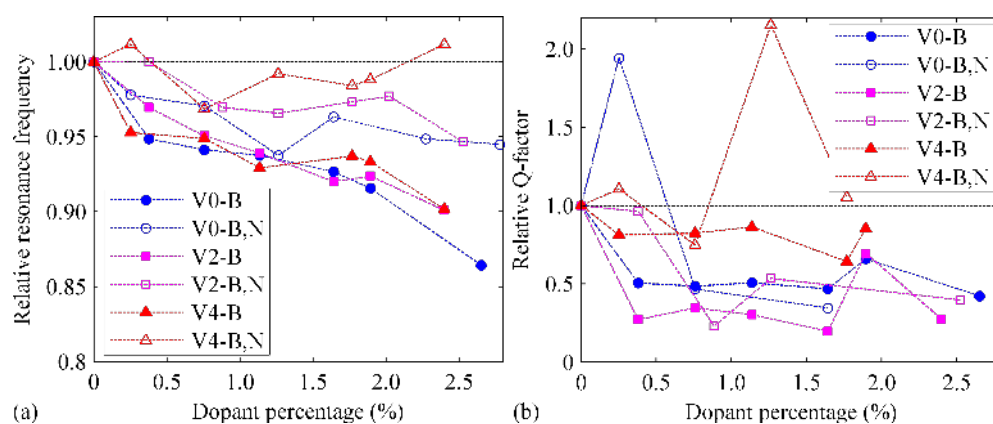 1.00
0.95
0.90
0.85
0.8
Relative resonance frequency
V0-B
V0-B,N
V2-B
V2-B,N
V4-B
V4-B,N
0 0.5 1.0 1.5 2.0 2.5
(a) Dopant percentage (%)
2.0
1.5
1.0
0.5
0
Relative Q-factor
V0-B
V0-B,N
V2-B
V2-B,N
V4-B
V4-B,N
0 0.5 1.0 1.5 2.0 2.5
(b) Dopant percentage (%)